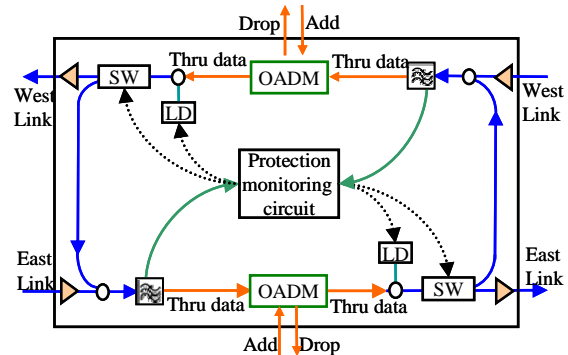 Drop
Add
Thru data
Thru data
SW
OADM
West
Link
West
Link
LD
Protection
monitoring
circuit
LD
East
Link
East
Link
Thru data
OADM
Thru data
SW
Add
Drop